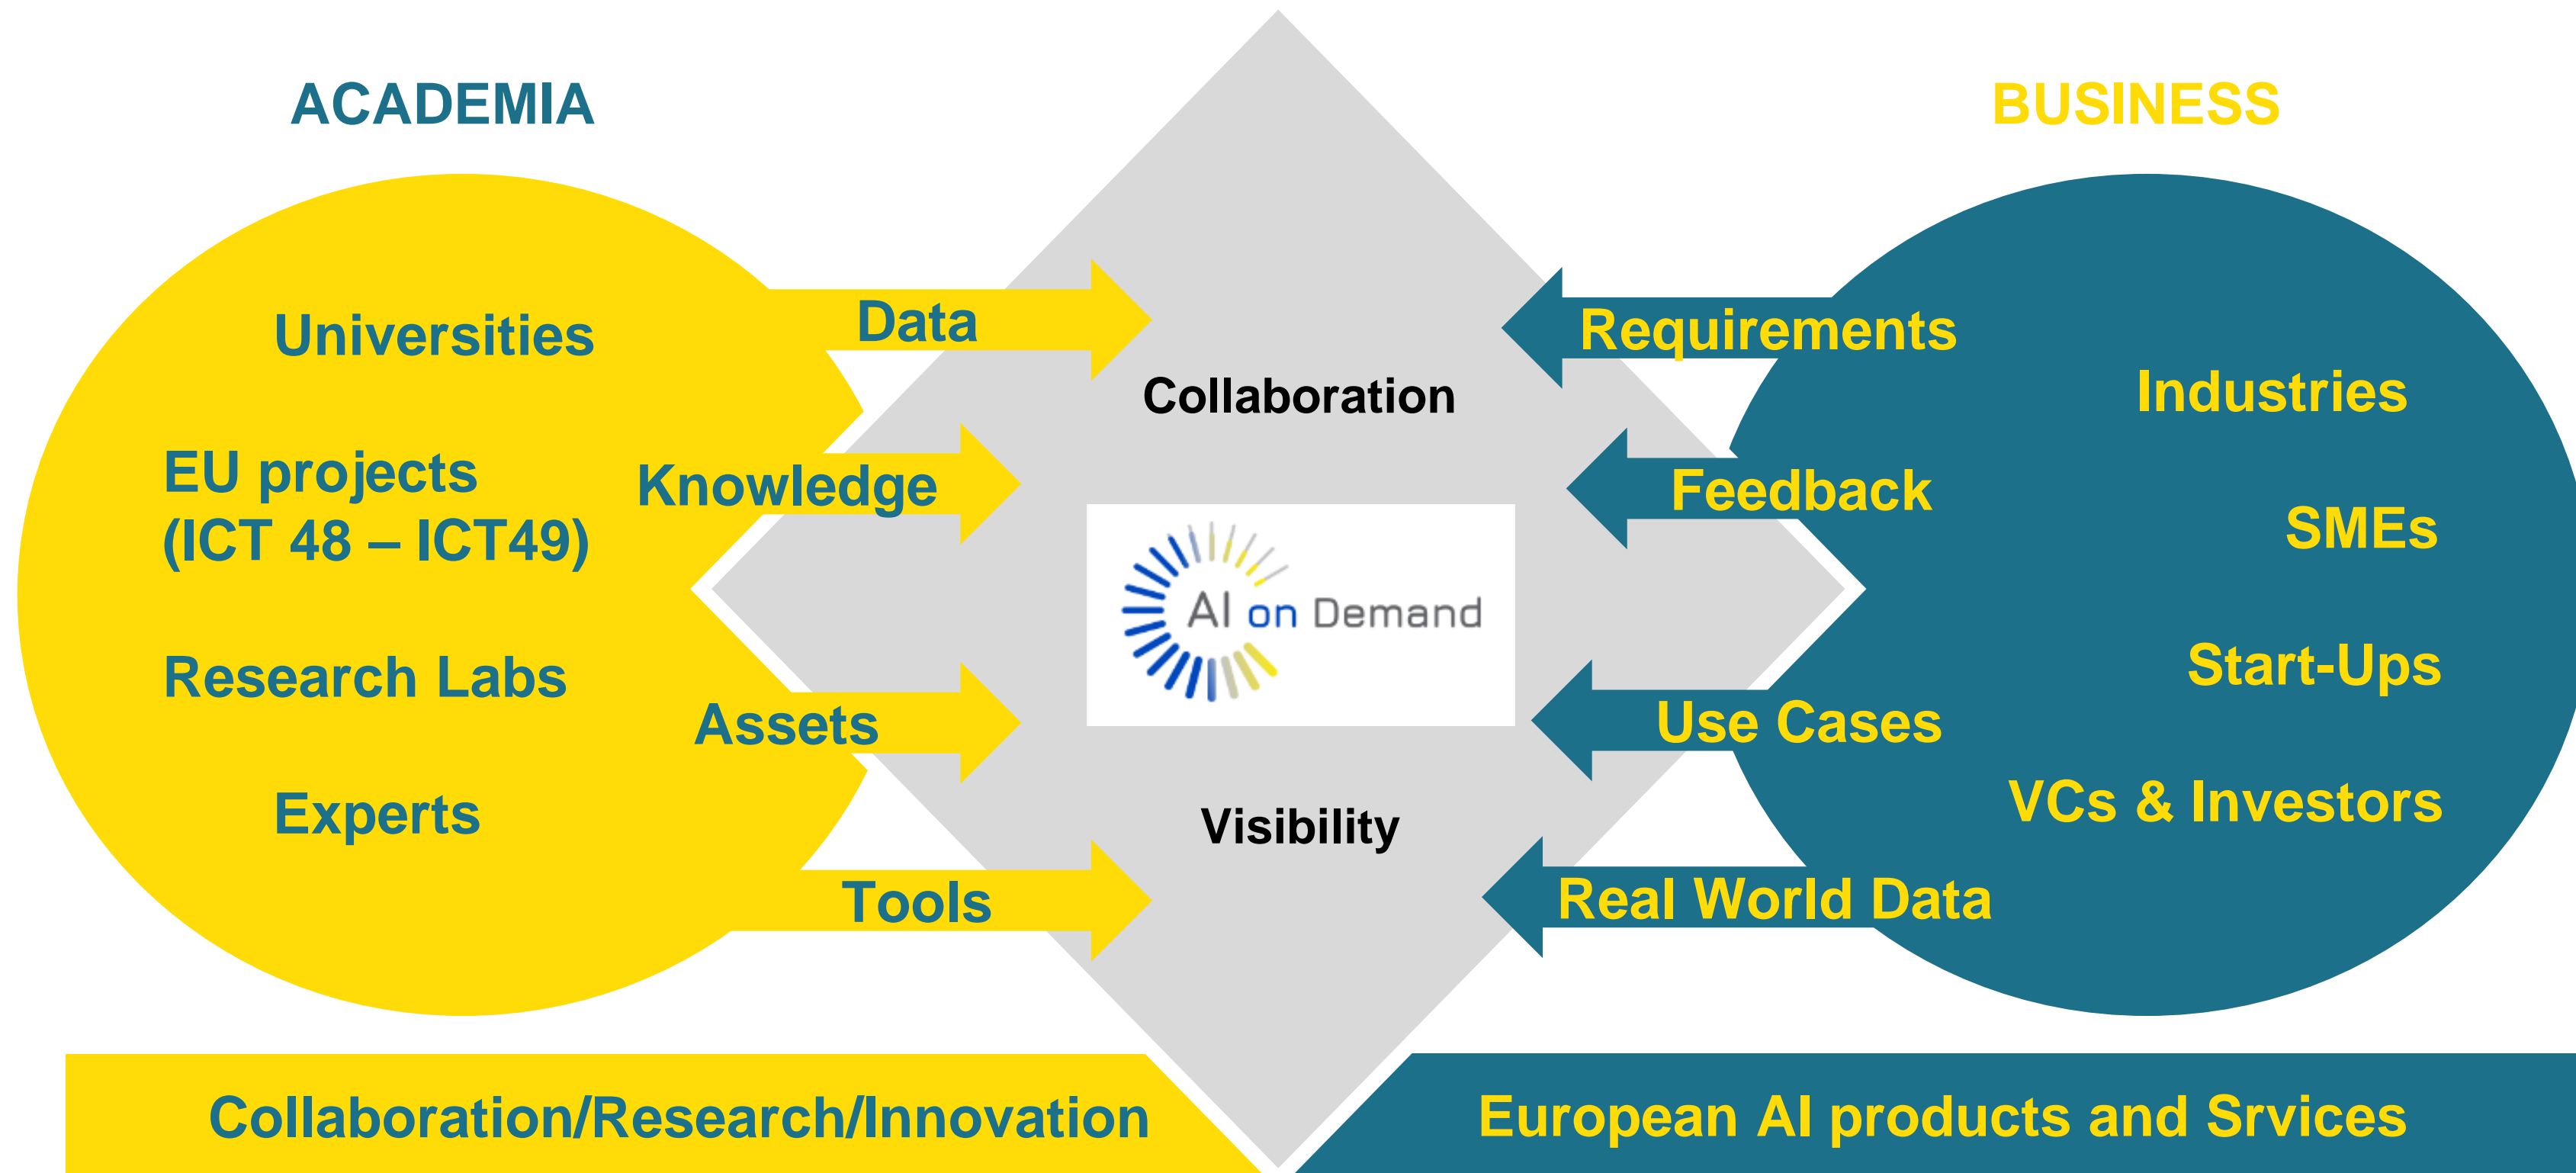 ACADEMIA
BUSINESS
Universities
EU projects
(ICT 48 – ICT49)
Research Labs
Experts
Data
Knowledge
Assets
Tools
Collaboration
AI on Demand
Visibility
Requirements
Feedback
Use Cases
Real World Data
Industries
SMEs
Start-Ups
VCs & Investors
Collaboration/Research/Innovation
European AI products and Srvices